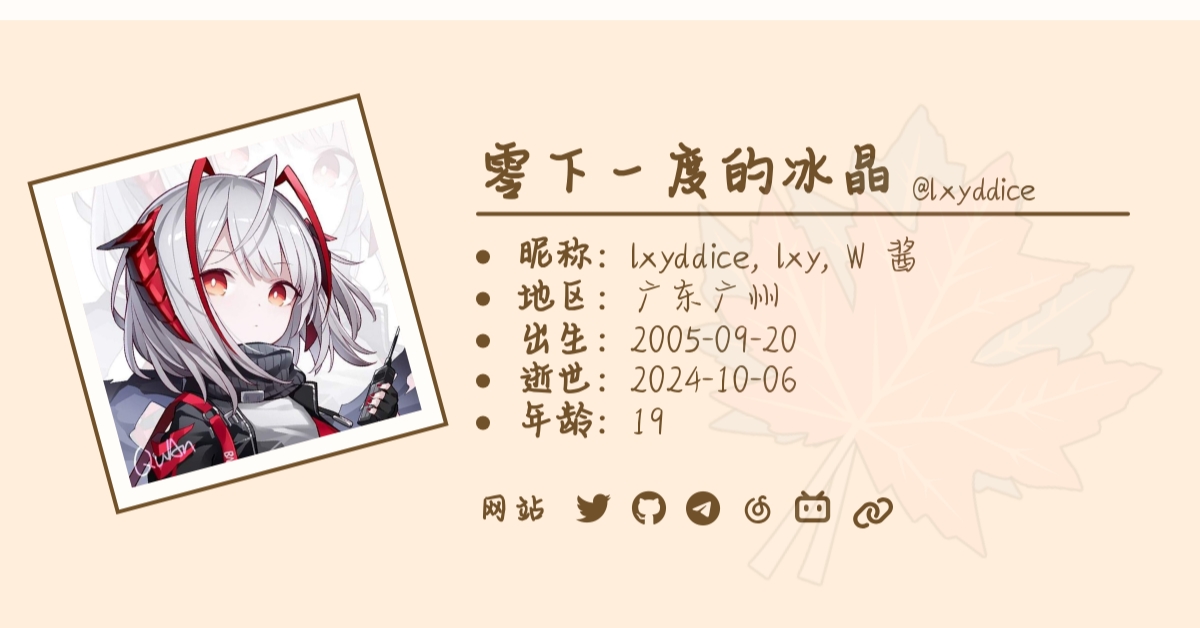 零下一度的冰晶 @lxyddice
昵称：lxyddice, lxy, W 酱
地区：广东广州
出生：2005-09-20
逝世：2024-10-06
年龄：19
网站
QuAn